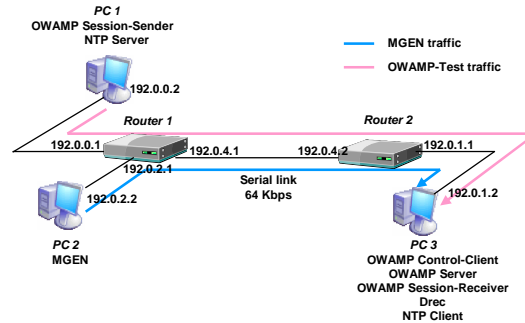 PC 1
OWAMP Session-Sender
NTP Server
MGEN traffic
OWAMP-Test traffic
192.0.0.2
Router 1
Router 2
192.0.0.1
192.0.4.1
192.0.4.2
192.0.1.1
192.0.2.1
Serial link
64 Kbps
192.0.2.2
192.0.1.2
PC 2
MGEN
PC 3
OWAMP Control-Client
OWAMP Server
OWAMP Session-Receiver
Drec
NTP Client